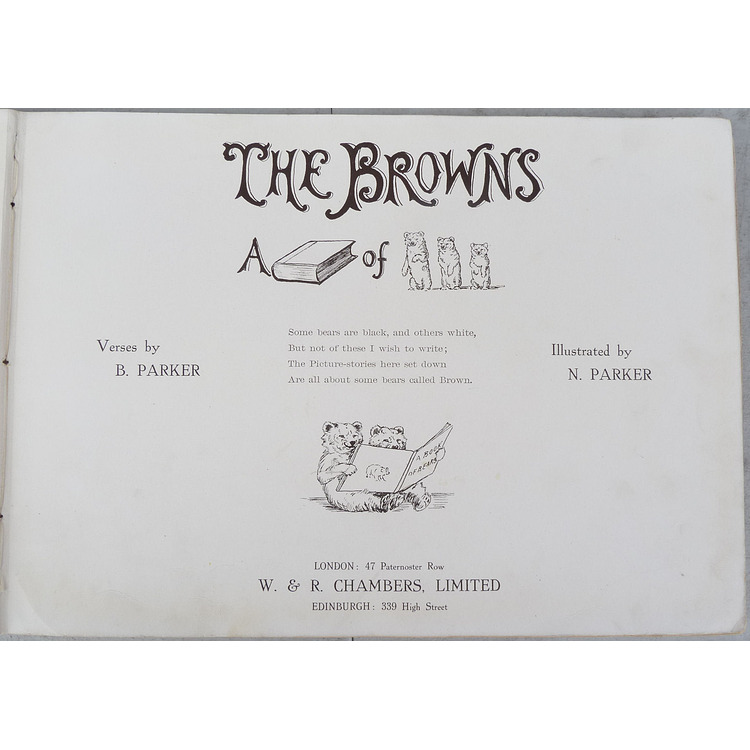 THE BROWNS
A of
Verses by
B. PARKER
Some bears are black, and others white,
But not of these I wish to write;
The Picture-stories here set down
Are all about some bears called Brown.
Illustrated by
N. PARKER
A BOOK
OF BEARS
LONDON: 47 Paternoster Row
W. & R. CHAMBERS, LIMITED
EDINBURGH: 339 High Street